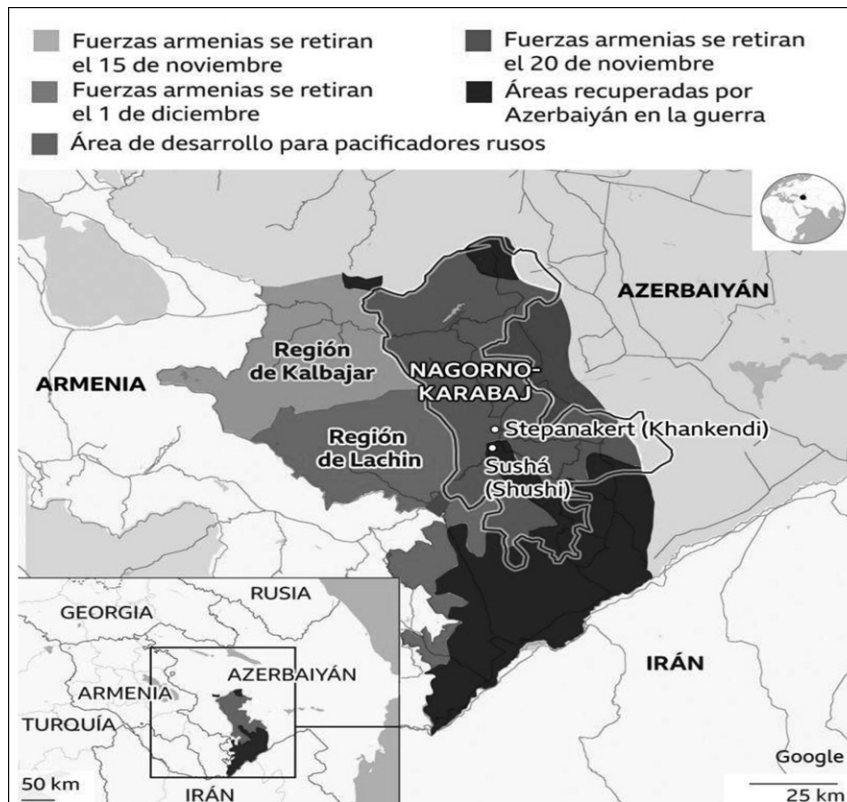 Fuerzas armenias se retiran
el 15 de noviembre
Fuerzas armenias se retiran
el 1 de diciembre
Área de desarrollo para pacificadores rusos
Fuerzas armenias se retiran
el 20 de noviembre
Áreas recuperadas por
Azerbaiyán en la guerra
AZERBAIYÁN
ARMENIA
Región
de Kalbajar
NAGORNO-
KARABAJ
Stepanakert (Khankendi)
Región
de Lachin
Sushá
(Shushi)
IRÁN
GEORGIA
RUSIA
AZERBAIYÁN
ARMENIA
TURQUÍA
IRÁN
50 km
Google
25 km